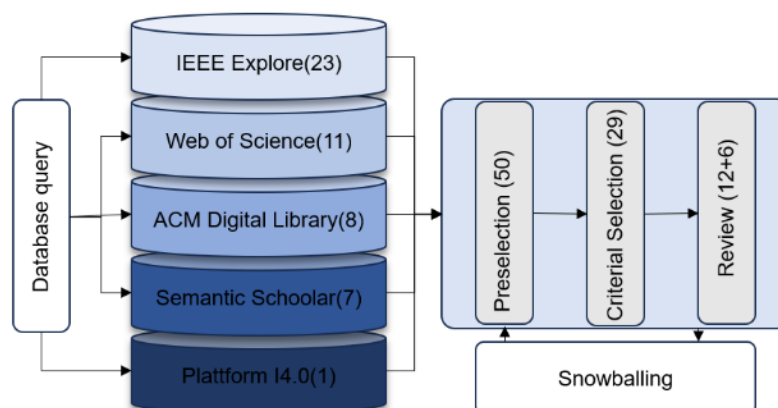 Database query
IEEE Explore(23)
Web of Science(11)
ACM Digital Library(8)
Semantic Schoolar(7)
Plattform I4.0(1)
Preselection (50)
Criterial Selection (29)
Review (12+6)
Snowballing